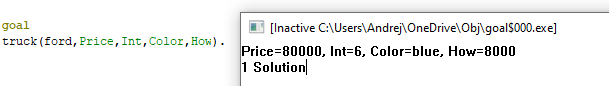 goal
truck(ford,Price,Int,Color,How).
[Inactive C:\Users\Andrej\OneDrive\Obj\goal$000.exe]
Price=80000, Int=6, Color=blue, How=8000
1 Solution